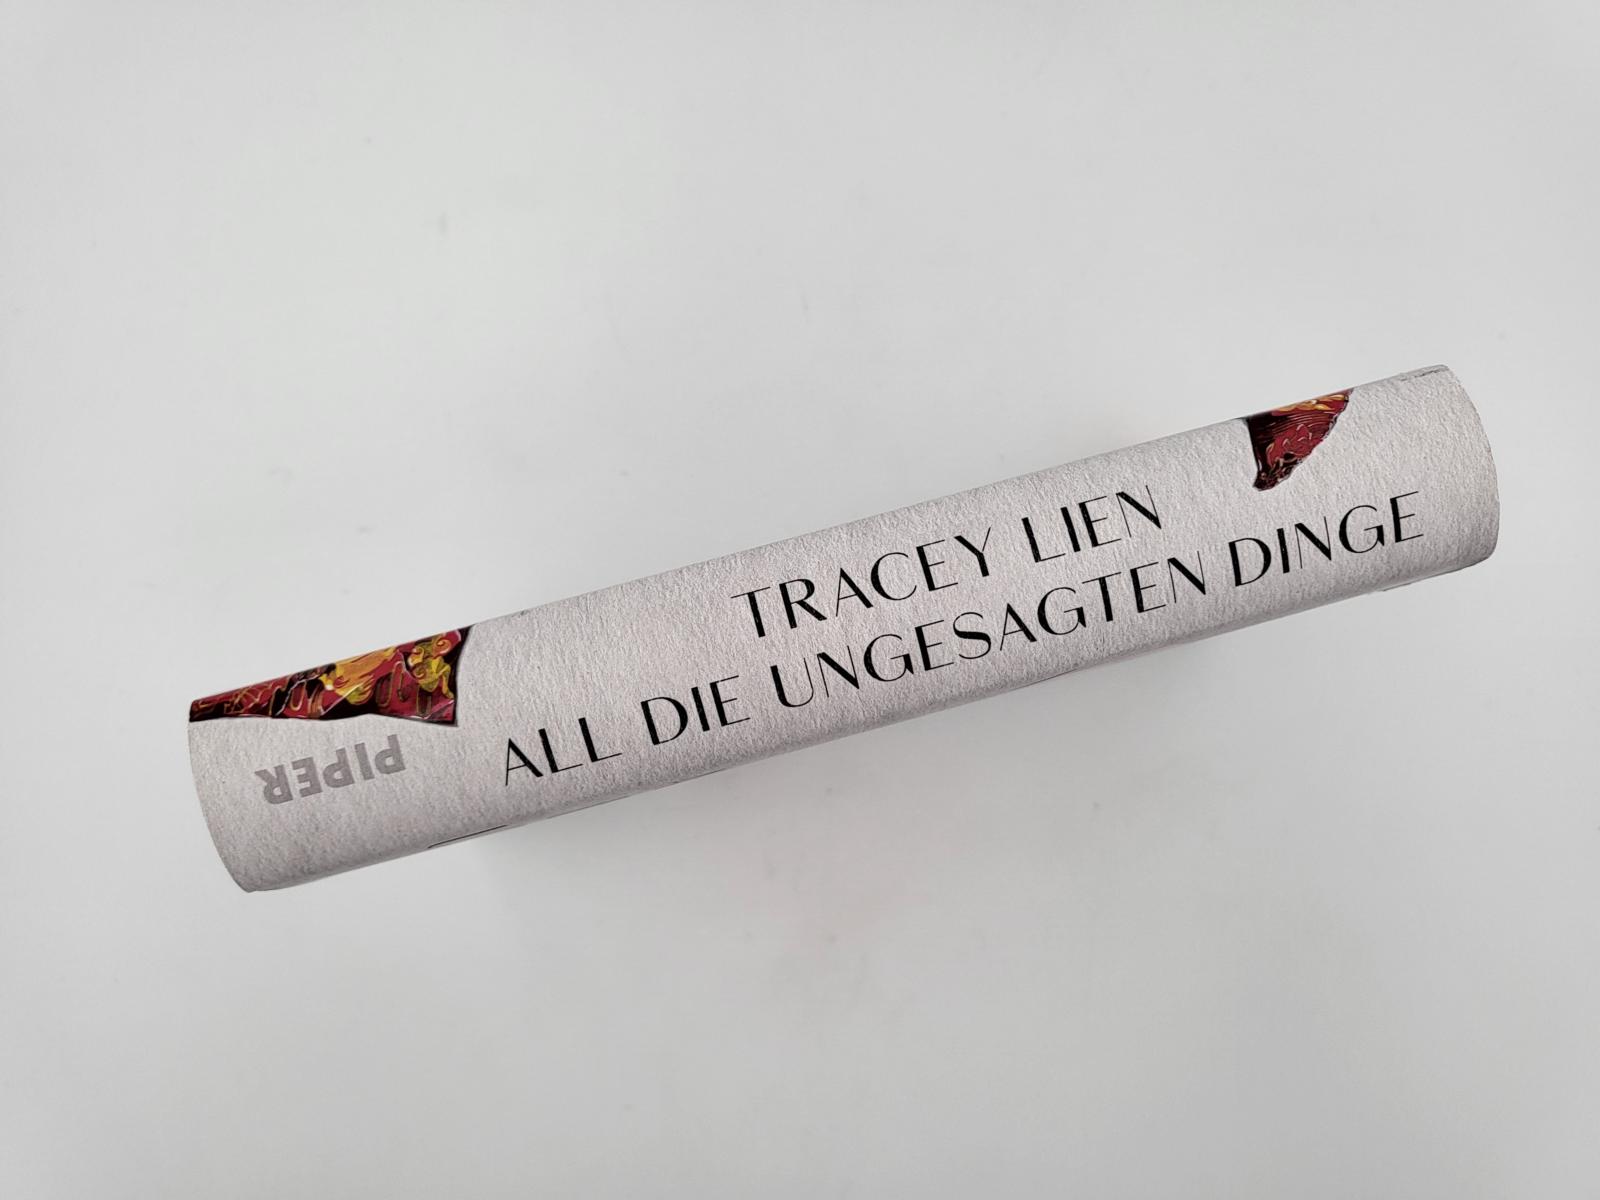 TRACEY LIEN
ALL DIE UNGESAGTEN DINGE
PIPER